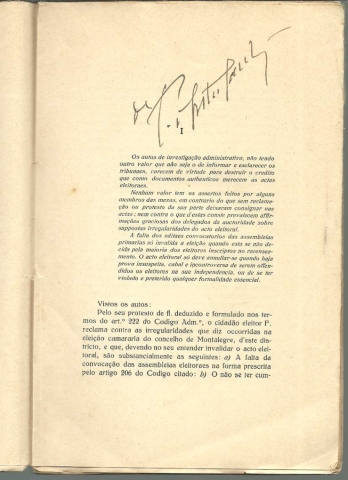 I
Os autos de investigação administrativa, não tendo
outro valor que não seja o de informar e esclarecer os
tribunaes, carecem de virtude para destruir o credito
que como documentos authenticos merecem as actas
eleitoraes.
Nenhum valor tem os assertos feitos por alguns
membros das mezas, em contrario do que sem reclama-
ção ou protesto da sua parte deixaram consignar nas
actas; nem contra o que d'estas conste prevalecem affir-
mações graciosas dos delegados da auctoridade sobre
suppostas irregularidades do acto eleitoral.
A falta dos editaes convocatorios das assembleias
primarias só invalida a eleição quando esta se não de-
cida pela maioria dos eleitores inscriptos no recensea-
mento. O acto eleitoral só deve annullar-se quando haja
prova insuspeita, cabal e incontroversa de serem offen-
didos os eleitores na sua independencia, ou de se ter
violado e preterido qualquer formalidade essencial.
Vistos os autos:
Pelo seu protesto de fl. deduzido e formulado nos ter-
mos do art.º 222 do Codigo Adm.º, o cidadão eleitor F.
reclama contra as irregularidades que diz occorridas na
eleição camararia do concelho de Montalegre, d'este dis-
tricto, e que, devendo no seu entender invalidar o acto elei-
toral, são substancialmente as seguintes: a) A falta da
convocação das assembleias eleitoraes na forma prescrita
pelo artigo 206 do Codigo citado: b) O não se ter cum-